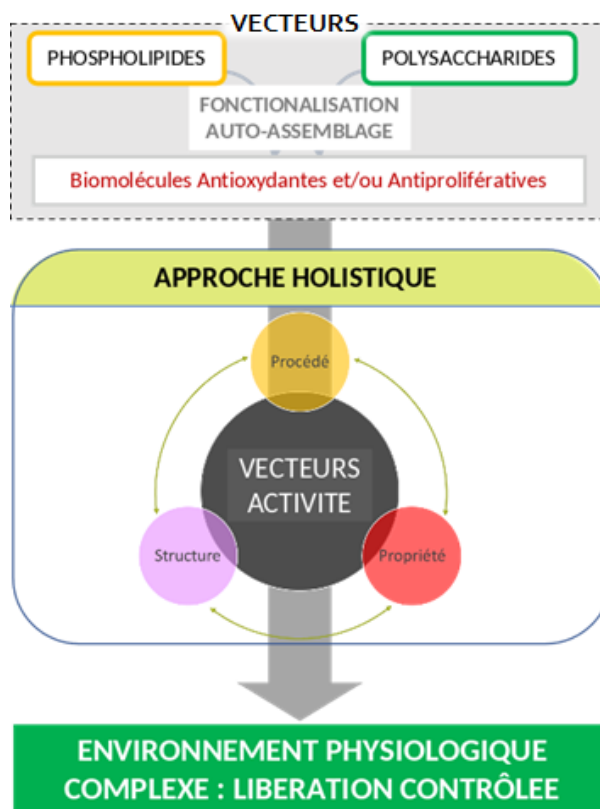 VECTEURS
PHOSPHOLIPIDES
POLYSACCHARIDES
FONCTIONALISATION
AUTO-ASSEMBLAGE
Biomolécules Antioxydantes et/ou Antiprolifératives
APPROCHE HOLISTIQUE
Procédé
VECTEURS
ACTIVITE
Structure
Propriété
ENVIRONNEMENT PHYSIOLOGIQUE
COMPLEXE : LIBERATION CONTRÔLEE